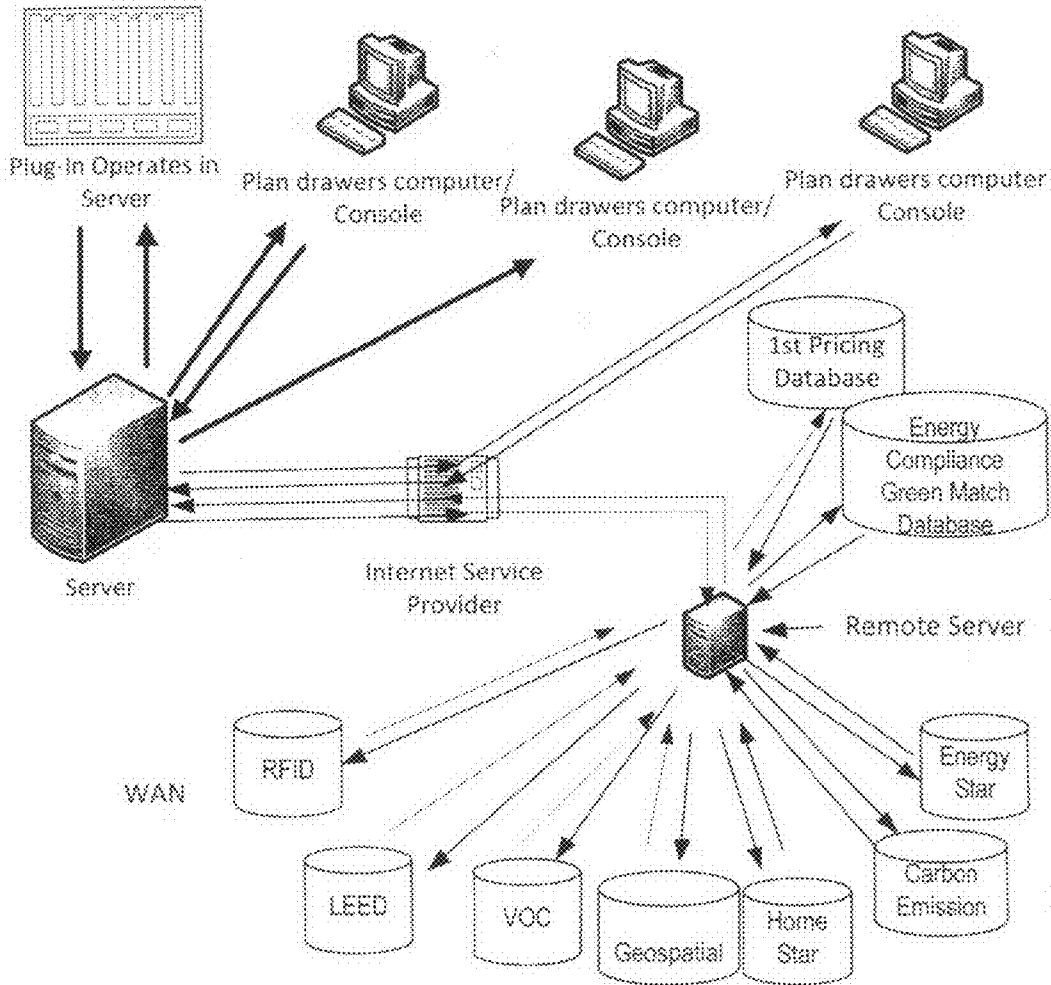 Plug-In Operates in
Server
Plan drawers computer/
Console
Plan drawers computer/
Console
Plan drawers computer
Console
1st Pricing
Database
Energy
Compliance
Green Match
Database
Server
Internet Service
Provider
Remote Server
RFID
WAN
LEED
VOC
Geospatial
Home
Star
Carbon
Emission
Energy
Star